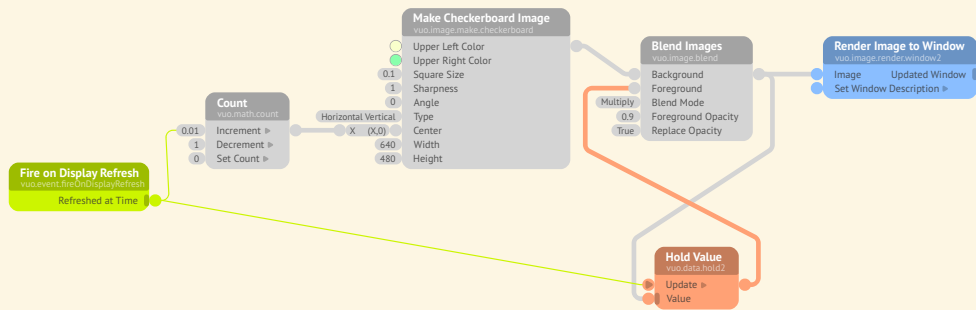 Make Checkerboard Image
vuo.image.make.checkerboard
Upper Left Color
Upper Right Color
0.1 Square Size
1 Sharpness
0 Angle
Horizontal Vertical Type
X (X,0) Center
640 Width
480 Height
Blend Images
vuo.image.blend
Background
Foreground
Multiply Blend Mode
0.9 Foreground Opacity
True Replace Opacity
Render Image to Window
vuo.image.render.window2
Image Updated Window
Set Window Description
Count
vuo.math.count
0.01 Increment
1 Decrement
0 Set Count
Fire on Display Refresh
vuo.event.fireOnDisplayRefresh
Refreshed at Time
Hold Value
vuo.data.hold2
Update
Value